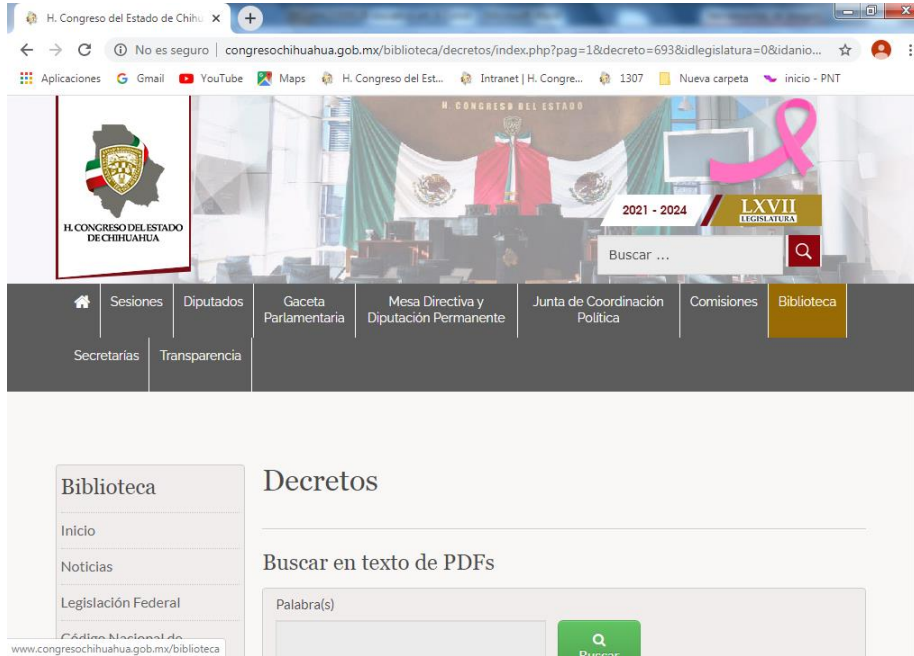 H. Congreso del Estado de Chihu
No es seguro | congresochihuahua.gob.mx/biblioteca/decretos/index.php?pag=1&decreto=693&idlegislatura=0&idanio...
Aplicaciones Gmail YouTube Maps H. Congreso del Est... Intranet | H. Congre... 1307 Nueva carpeta inicio - PNT
H. CONGRESO DEL ESTADO
H. CONGRESO DEL ESTADO
DE CHIHUAHUA
2021 - 2024
LXVII
LEGISLATURA
Buscar ...
Sesiones
Diputados
Gaceta
Parlamentaria
Mesa Directiva y
Diputación Permanente
Junta de Coordinación
Política
Comisiones
Biblioteca
Secretarías
Transparencia
Biblioteca
Inicio
Noticias
Legislación Federal
Código Nacional de
Decretos
Buscar en texto de PDFs
Palabra(s)
Buscar
www.congresochihuahua.gob.mx/biblioteca